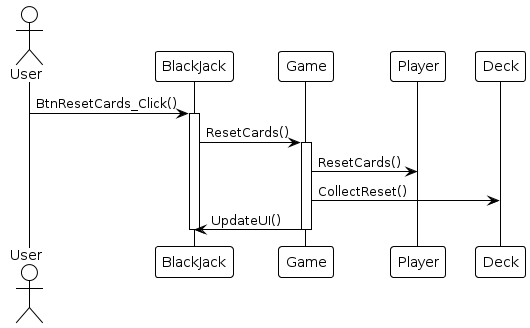 User
BlackJack
Game
Player
Deck
BtnResetCards_Click()
ResetCards()
ResetCards()
CollectReset()
UpdateUI()
User
BlackJack
Game
Player
Deck